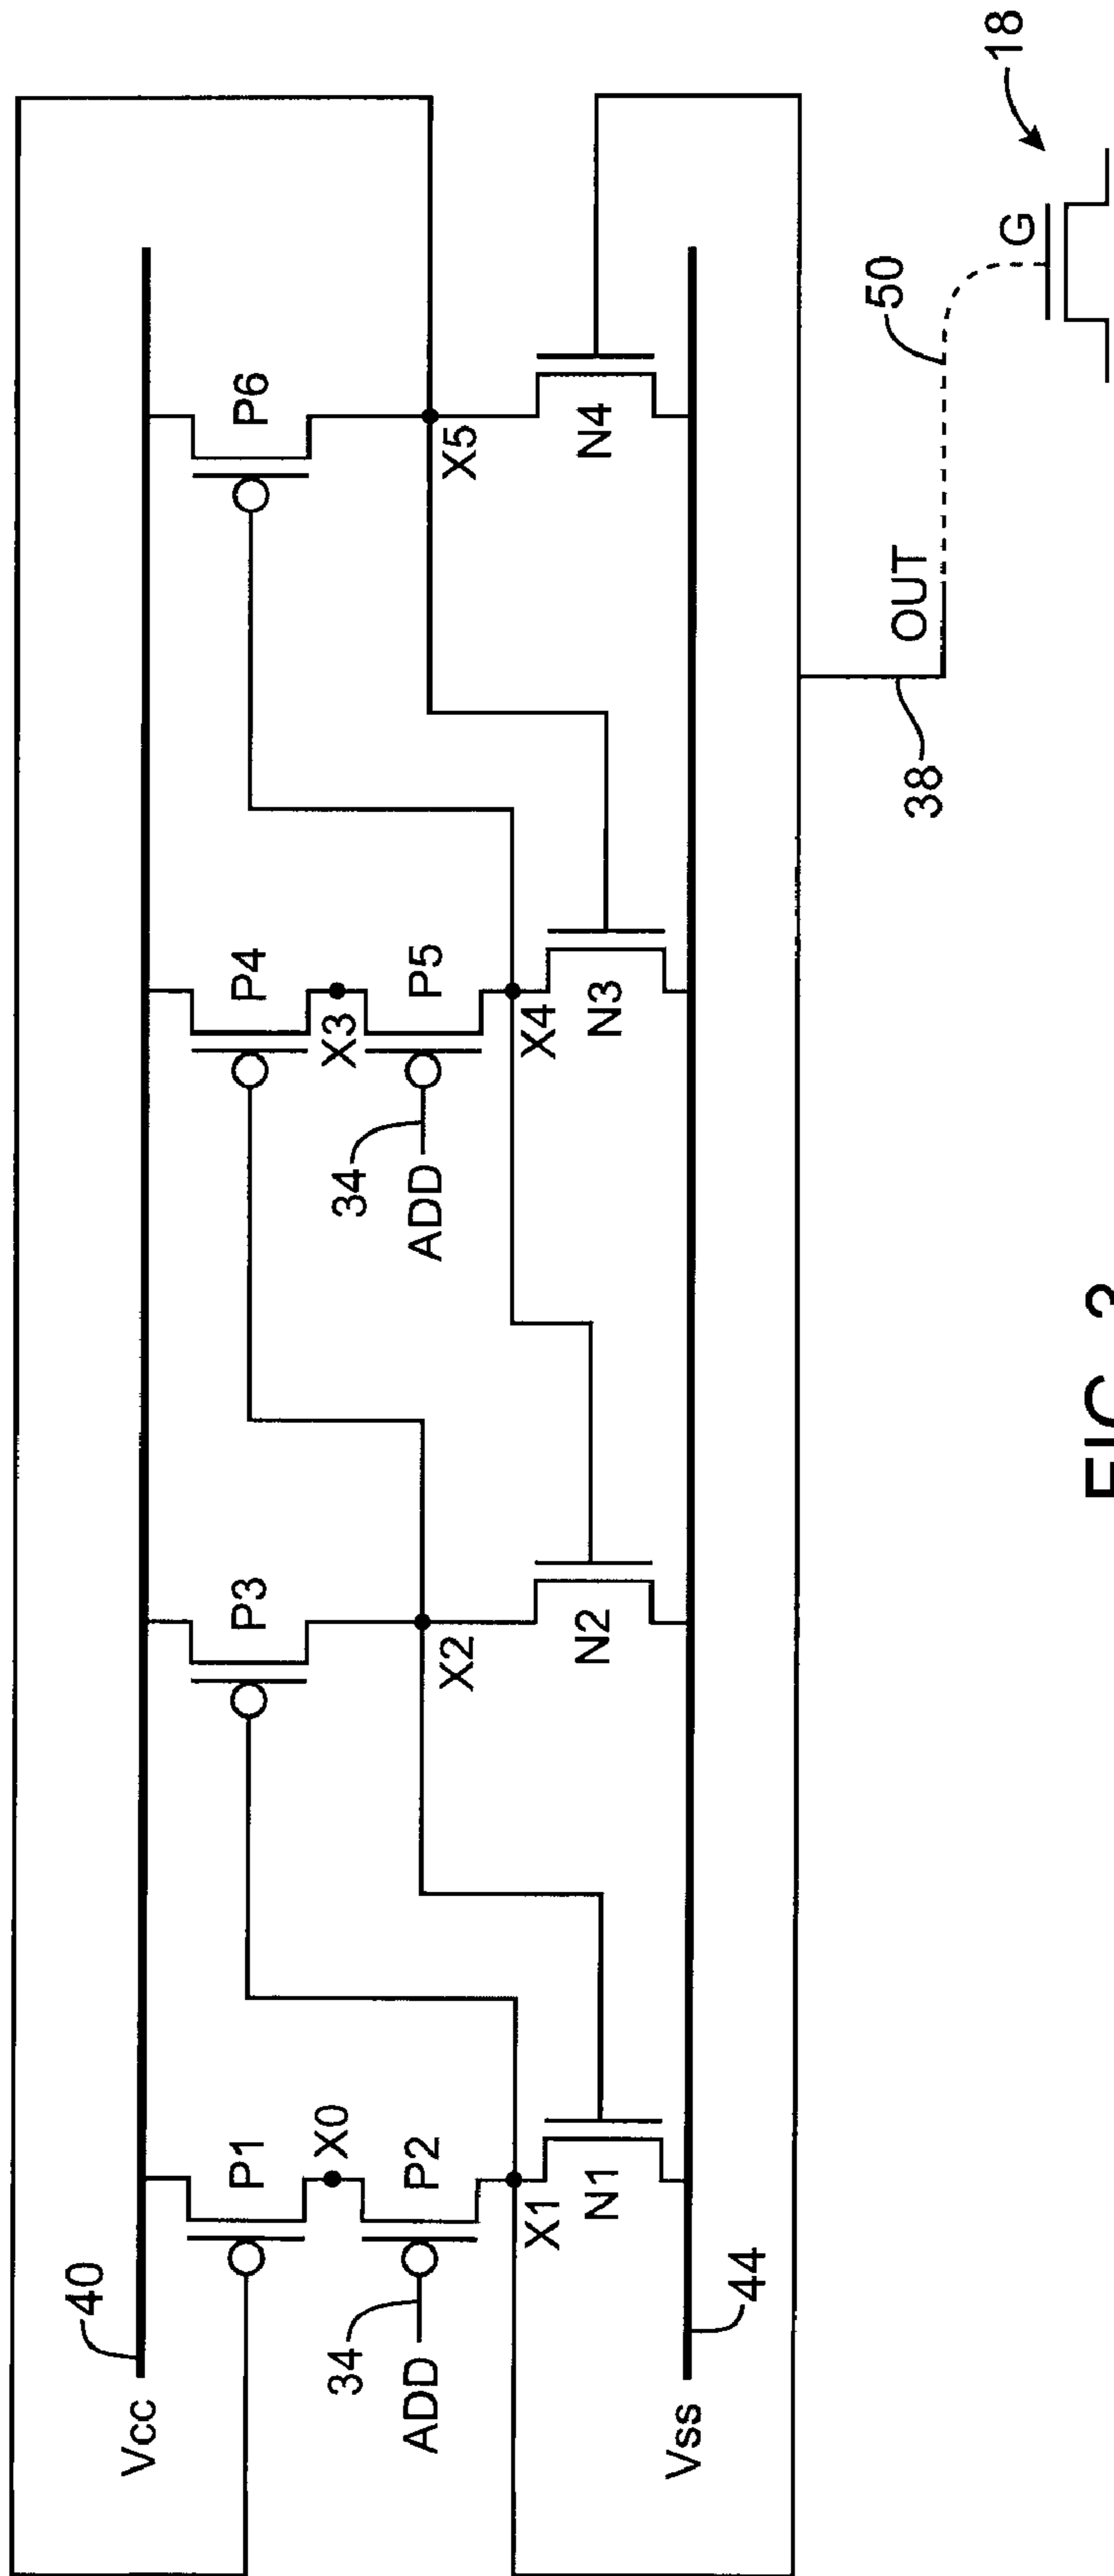 Vcc
40
P1
X0
P2
34
ADD
X1
N1
Vss
44
P3
X2
N2
P4
X3
P5
34
ADD
X4
N3
P6
X5
N4
38
OUT
50
G
18
FIG. 3